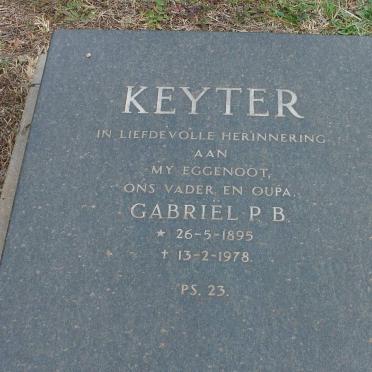 KEYTER
IN LIEFDEVOLLE HERINNERING
AAN
MY EGGENOOT,
ONS VADER EN OUPA.
GABRIËL P. B.
* 26-5-1895
† 13-2-1978.
PS. 23.